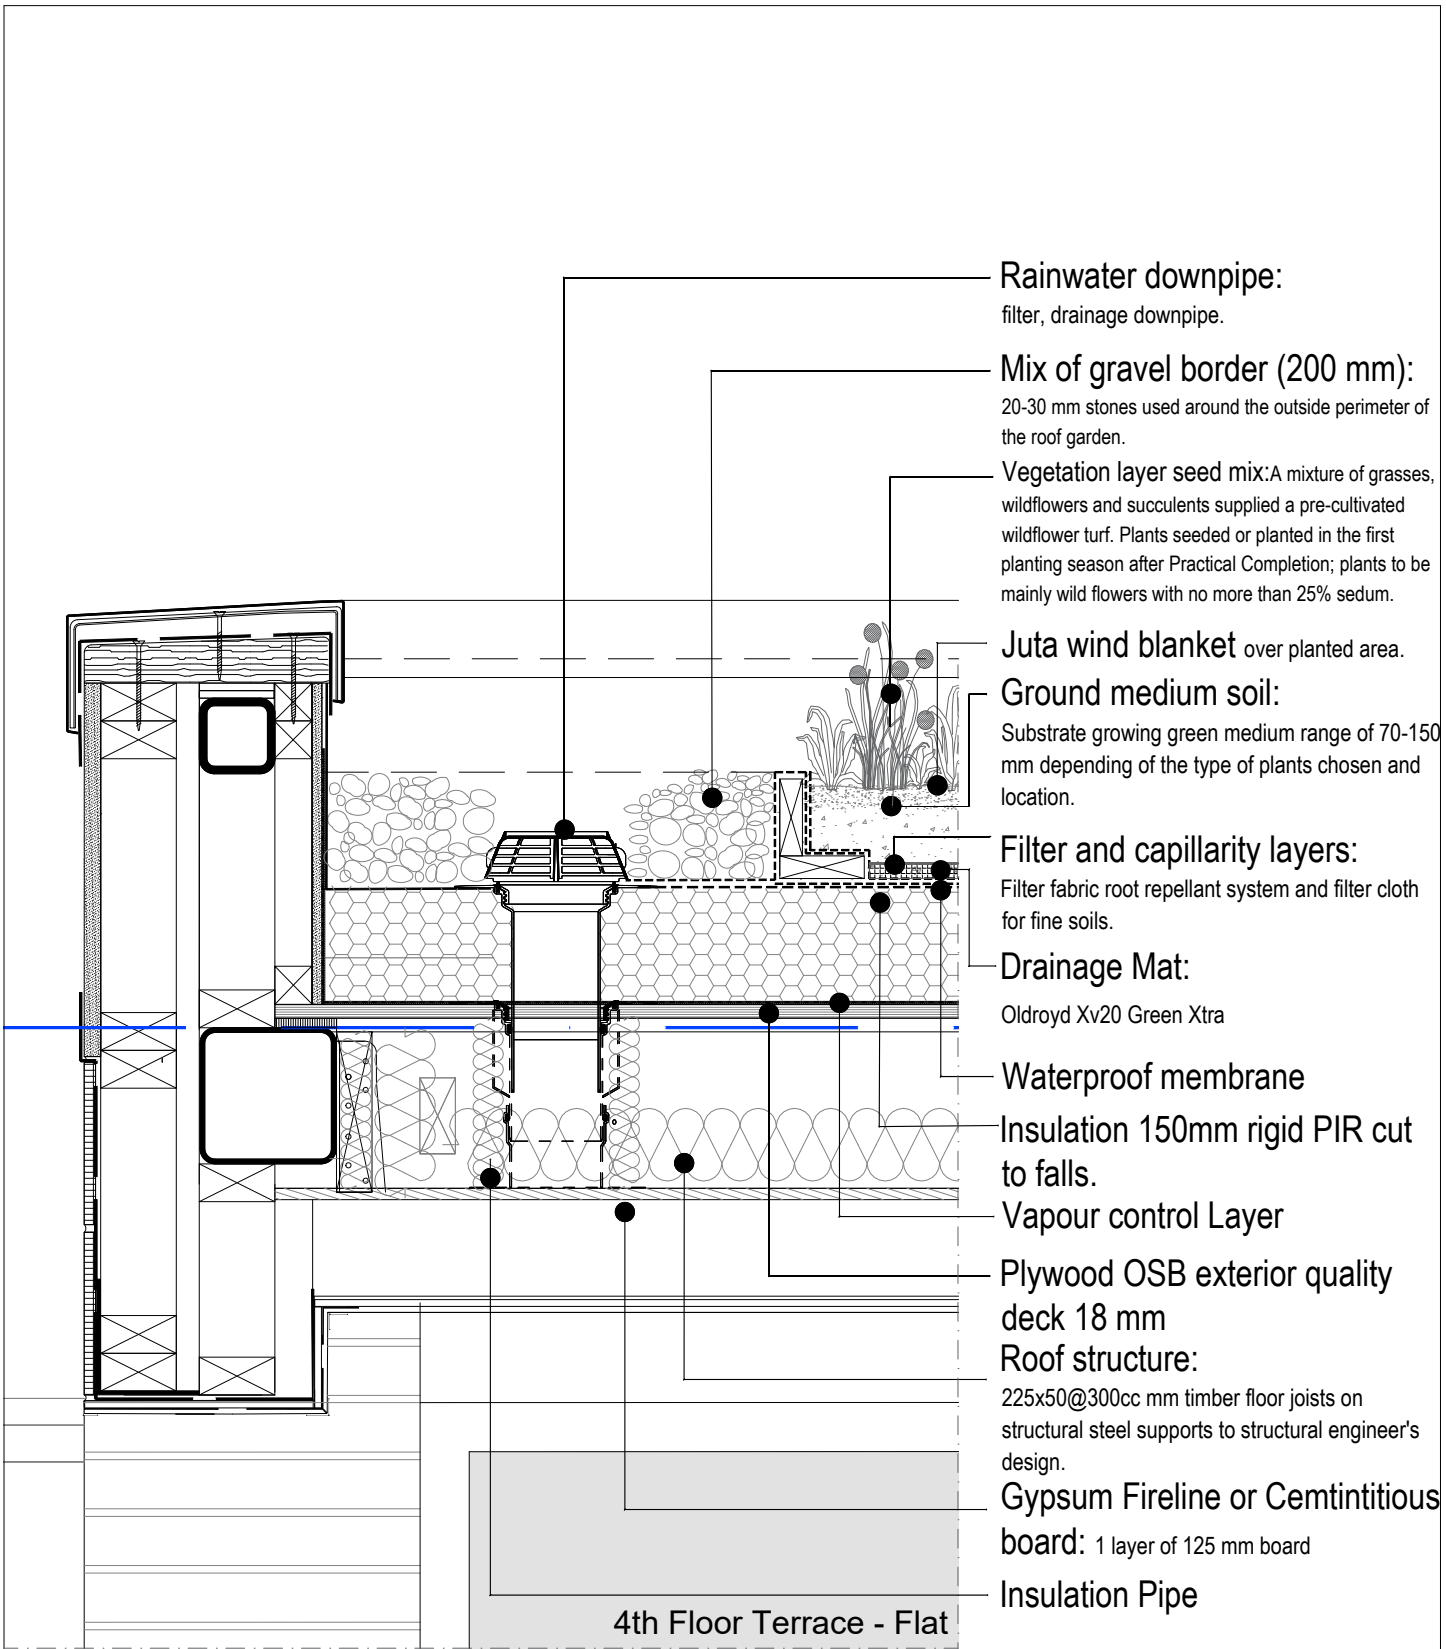 Rainwater downpipe:
filter, drainage downpipe.
Mix of gravel border (200 mm):
20-30 mm stones used around the outside perimeter of
the roof garden.
Vegetation layer seed mix:A mixture of grasses,
wildflowers and succulents supplied a pre-cultivated
wildflower turf. Plants seeded or planted in the first
planting season after Practical Completion; plants to be
mainly wild flowers with no more than 25% sedum.
Juta wind blanket over planted area.
Ground medium soil:
Substrate growing green medium range of 70-150
mm depending of the type of plants chosen and
location.
Filter and capillarity layers:
Filter fabric root repellant system and filter cloth
for fine soils.
Drainage Mat:
Oldroyd Xv20 Green Xtra
Waterproof membrane
Insulation 150mm rigid PIR cut
to falls.
Vapour control Layer
Plywood OSB exterior quality
deck 18 mm
Roof structure:
225x50@300cc mm timber floor joists on
structural steel supports to structural engineer's
design.
Gypsum Fireline or Cemtintitious
board: 1 layer of 125 mm board
Insulation Pipe
4th Floor Terrace - Flat